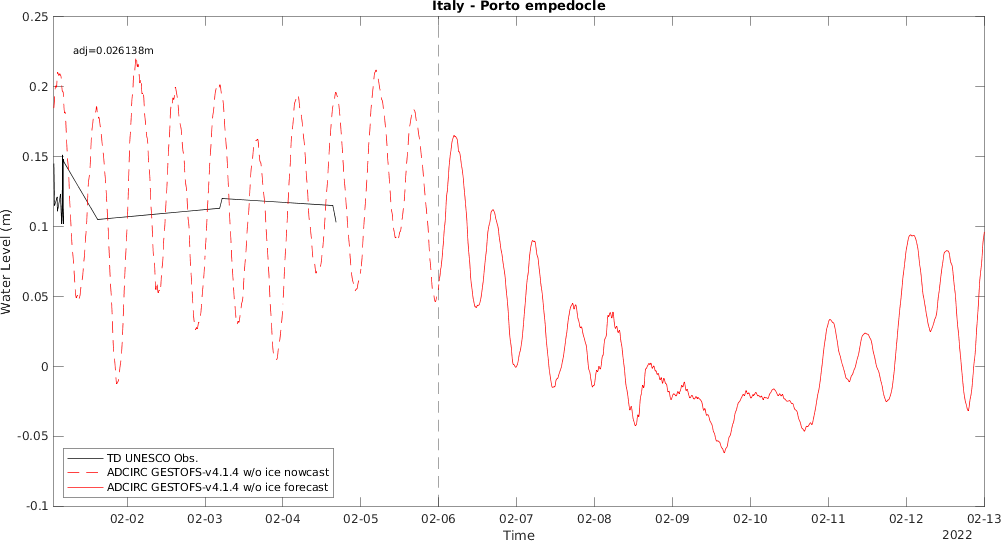 Italy - Porto empedocle
0.25
adj=0.026138m
0.2
0.15
0.1
0.05
0
-0.05
-0.1
Water Level (m)
TD UNESCO Obs.
ADCIRC GESTOFS-v4.1.4 w/o ice nowcast
ADCIRC GESTOFS-v4.1.4 w/o ice forecast
02-02 02-03 02-04 02-05 02-06 02-07 02-08 02-09 02-10 02-11 02-12 02-13
Time
2022